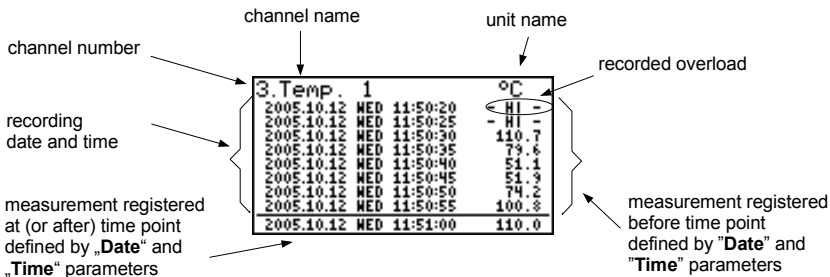 channel name
unit name
channel number
recorded overload
3.Temp. 1 °C
2005.10.12 WED 11:50:20 - HI -
2005.10.12 WED 11:50:25 - HI -
2005.10.12 WED 11:50:30 110.7
2005.10.12 WED 11:50:35 79.6
2005.10.12 WED 11:50:40 51.1
2005.10.12 WED 11:50:45 51.9
2005.10.12 WED 11:50:50 74.2
2005.10.12 WED 11:50:55 100.8
2005.10.12 WED 11:51:00 110.0
recording
date and time
measurement registered
at (or after) time point
defined by „Date“ and
„Time“ parameters
measurement registered
before time point
defined by ”Date” and
”Time” parameters